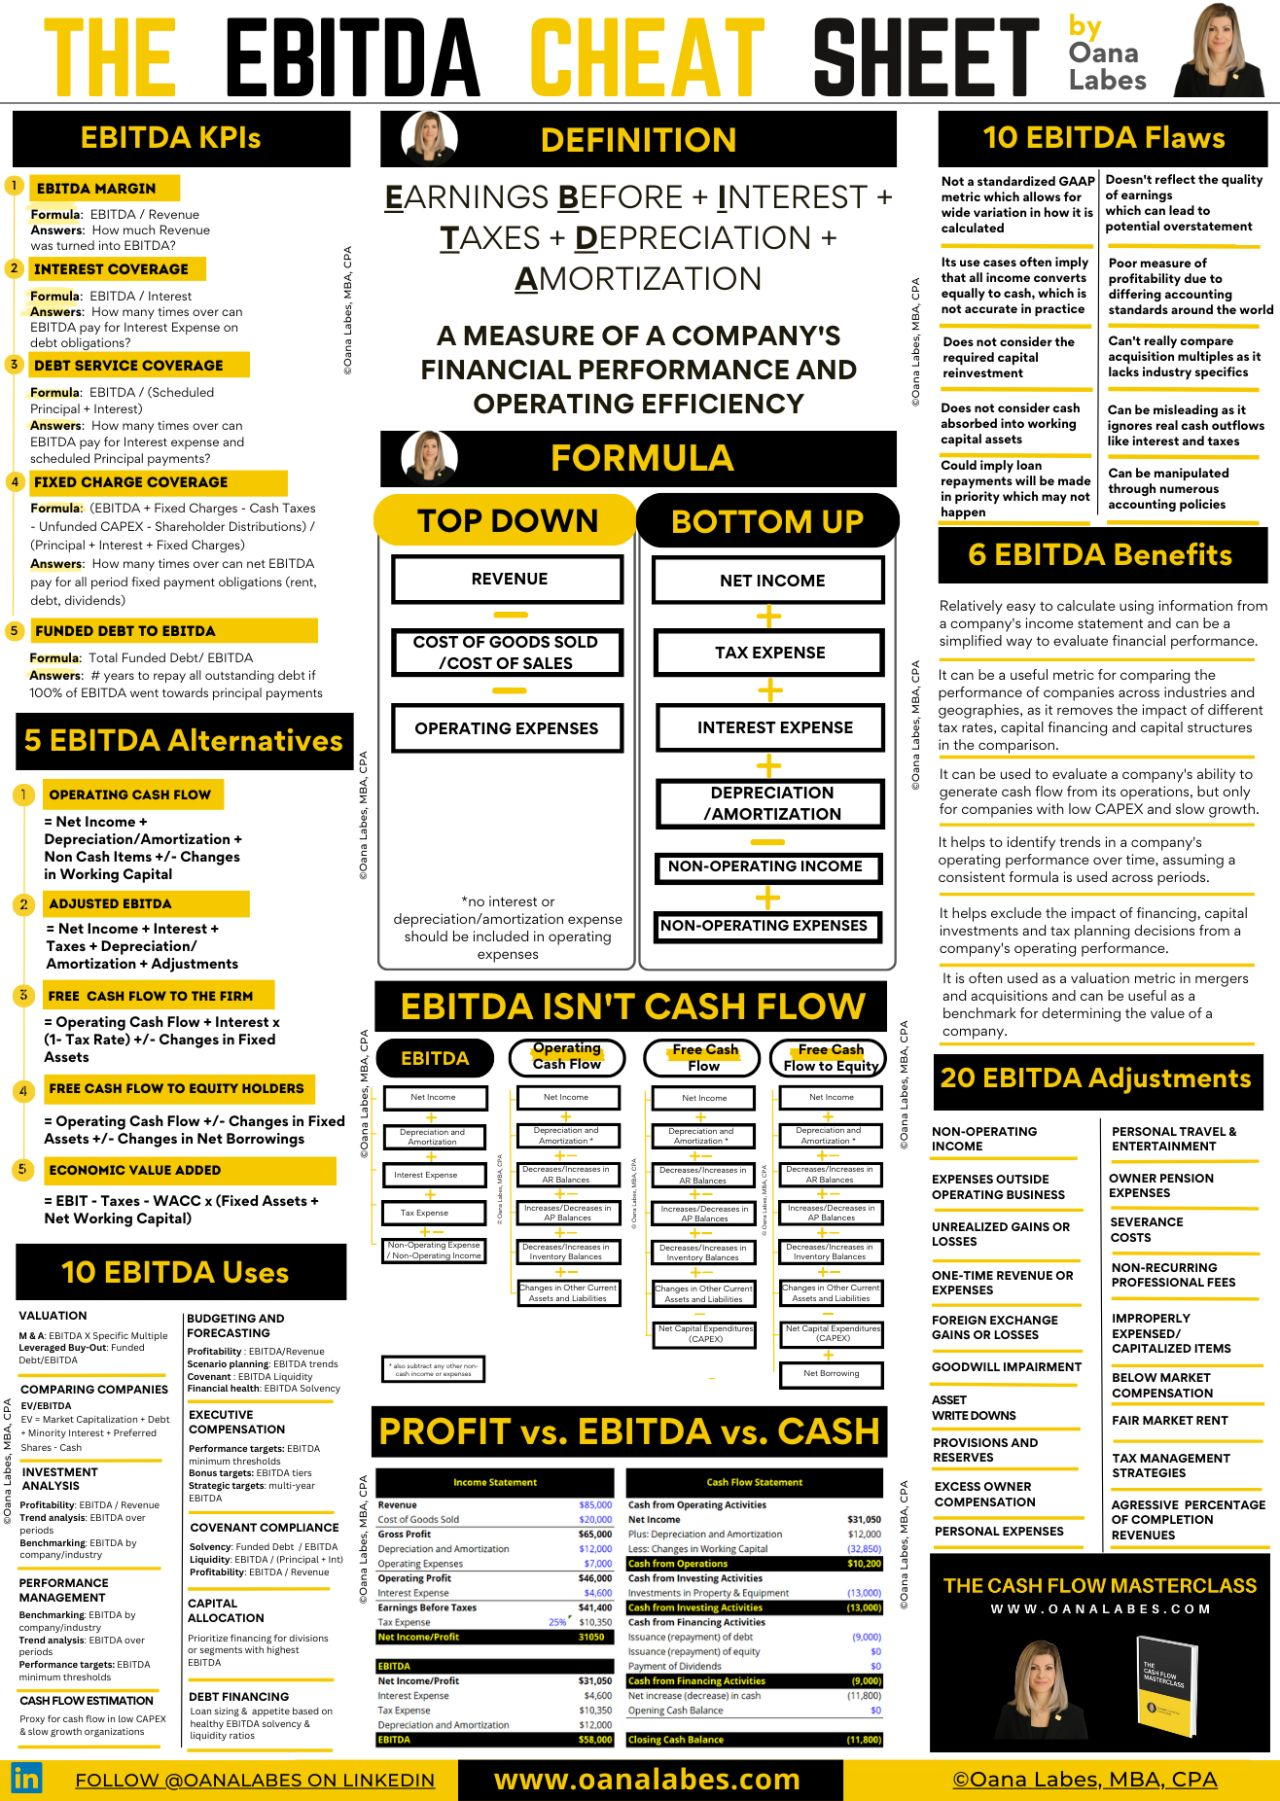 THE EBITDA CHEAT SHEET
by
Oana
Labes
EBITDA KPIs
1
EBITDA MARGIN
Formula: EBITDA / Revenue
Answers: How much Revenue
was turned into EBITDA?
2
INTEREST COVERAGE
Formula: EBITDA / Interest
Answers: How many times over can
EBITDA pay for Interest Expense on
debt obligations?
3
DEBT SERVICE COVERAGE
Formula: EBITDA / (Scheduled
Principal + Interest)
Answers: How many times over can
EBITDA pay for Interest expense and
scheduled Principal payments?
4
FIXED CHARGE COVERAGE
Formula: (EBITDA + Fixed Charges - Cash Taxes
- Unfunded CAPEX - Shareholder Distributions) /
(Principal + Interest + Fixed Charges)
Answers: How many times over can net EBITDA
pay for all period fixed payment obligations (rent,
debt, dividends)
5
FUNDED DEBT TO EBITDA
Formula: Total Funded Debt/ EBITDA
Answers: # years to repay all outstanding debt if
100% of EBITDA went towards principal payments
©Oana Labes, MBA, CPA
5 EBITDA Alternatives
1
OPERATING CASH FLOW
= Net Income +
Depreciation/Amortization +
Non Cash Items +/- Changes
in Working Capital
2
ADJUSTED EBITDA
= Net Income + Interest +
Taxes + Depreciation/
Amortization + Adjustments
3
FREE CASH FLOW TO THE FIRM
= Operating Cash Flow + Interest x
(1- Tax Rate) +/- Changes in Fixed
Assets
4
FREE CASH FLOW TO EQUITY HOLDERS
= Operating Cash Flow +/- Changes in Fixed
Assets +/- Changes in Net Borrowings
5
ECONOMIC VALUE ADDED
= EBIT - Taxes - WACC x (Fixed Assets +
Net Working Capital)
©Oana Labes, MBA, CPA
10 EBITDA Uses
VALUATION
M & A: EBITDA X Specific Multiple
Leveraged Buy-Out: Funded
Debt/EBITDA
COMPARING COMPANIES
EV/EBITDA
EV = Market Capitalization + Debt
+ Minority Interest + Preferred
Shares - Cash
INVESTMENT
ANALYSIS
Profitability: EBITDA / Revenue
Trend analysis: EBITDA over
periods
Benchmarking: EBITDA by
company/industry
PERFORMANCE
MANAGEMENT
Benchmarking: EBITDA by
company/industry
Trend analysis: EBITDA over
periods
Performance targets: EBITDA
minimum thresholds
CASH FLOW ESTIMATION
Proxy for cash flow in low CAPEX
& slow growth organizations
BUDGETING AND
FORECASTING
Profitability : EBITDA/Revenue
Scenario planning: EBITDA trends
Covenant : EBITDA Liquidity
Financial health: EBITDA Solvency
EXECUTIVE
COMPENSATION
Performance targets: EBITDA
minimum thresholds
Bonus targets: EBITDA tiers
Strategic targets: multi-year
EBITDA
COVENANT COMPLIANCE
Solvency: Funded Debt / EBITDA
Liquidity: EBITDA / (Principal + Int)
Profitability: EBITDA / Revenue
CAPITAL
ALLOCATION
Prioritize financing for divisions
or segments with highest
EBITDA
DEBT FINANCING
Loan sizing & appetite based on
healthy EBITDA solvency &
liquidity ratios
©Oana Labes, MBA, CPA
DEFINITION
EARNINGS BEFORE + INTEREST +
TAXES + DEPRECIATION +
AMORTIZATION
A MEASURE OF A COMPANY'S
FINANCIAL PERFORMANCE AND
OPERATING EFFICIENCY
FORMULA
TOP DOWN
REVENUE
—
COST OF GOODS SOLD
/COST OF SALES
—
OPERATING EXPENSES
*no interest or
depreciation/amortization expense
should be included in operating
expenses
BOTTOM UP
NET INCOME
+
TAX EXPENSE
+
INTEREST EXPENSE
+
DEPRECIATION
/AMORTIZATION
—
NON-OPERATING INCOME
+
NON-OPERATING EXPENSES
EBITDA ISN'T CASH FLOW
EBITDA
Net Income
+
Depreciation and
Amortization
+
Interest Expense
+
Tax Expense
+—
Non-Operating Expense
/ Non-Operating Income
* also subtract any other non-
cash income or expenses
Operating
Cash Flow
Net Income
+
Depreciation and
Amortization *
+—
Decreases/Increases in
AR Balances
+—
Increases/Decreases in
AP Balances
+—
Decreases/Increases in
Inventory Balances
+—
Changes in Other Current
Assets and Liabilities
Free Cash
Flow
Net Income
+
Depreciation and
Amortization *
+—
Decreases/Increases in
AR Balances
+—
Increases/Decreases in
AP Balances
+—
Decreases/Increases in
Inventory Balances
+—
Changes in Other Current
Assets and Liabilities
—
Net Capital Expenditures
(CAPEX)
Free Cash
Flow to Equity
Net Income
+
Depreciation and
Amortization *
+—
Decreases/Increases in
AR Balances
+—
Increases/Decreases in
AP Balances
+—
Decreases/Increases in
Inventory Balances
+—
Changes in Other Current
Assets and Liabilities
—
Net Capital Expenditures
(CAPEX)
+
Net Borrowing
©Oana Labes, MBA, CPA
© Oana Labes, MBA, CPA
© Oana Labes, MBA, CPA
© Oana Labes, MBA, CPA
©Oana Labes, MBA, CPA
PROFIT vs. EBITDA vs. CASH
Income Statement
Revenue $85,000
Cost of Goods Sold $20,000
Gross Profit $65,000
Depreciation and Amortization $12,000
Operating Expenses $7,000
Operating Profit $46,000
Interest Expense $4,600
Earnings Before Taxes $41,400
Tax Expense 25% $10,350
Net Income/Profit 31050
EBITDA
Net Income/Profit $31,050
Interest Expense $4,600
Tax Expense $10,350
Depreciation and Amortization $12,000
EBITDA $58,000
Cash Flow Statement
Cash from Operating Activities
Net Income $31,050
Plus: Depreciation and Amortization $12,000
Less: Changes in Working Capital (32,850)
Cash from Operations $10,200
Cash from Investing Activities
Investments in Property & Equipment (13,000)
Cash from Investing Activities (13,000)
Cash from Financing Activities
Issuance (repayment) of debt (9,000)
Issuance (repayment) of equity $0
Payment of Dividends $0
Cash from Financing Activities (9,000)
Net increase (decrease) in cash (11,800)
Opening Cash Balance $0
Closing Cash Balance (11,800)
©Oana Labes, MBA, CPA
©Oana Labes, MBA, CPA
10 EBITDA Flaws
Not a standardized GAAP
metric which allows for
wide variation in how it is
calculated
Its use cases often imply
that all income converts
equally to cash, which is
not accurate in practice
Does not consider the
required capital
reinvestment
Does not consider cash
absorbed into working
capital assets
Could imply loan
repayments will be made
in priority which may not
happen
Doesn't reflect the quality
of earnings
which can lead to
potential overstatement
Poor measure of
profitability due to
differing accounting
standards around the world
Can't really compare
acquisition multiples as it
lacks industry specifics
Can be misleading as it
ignores real cash outflows
like interest and taxes
Can be manipulated
through numerous
accounting policies
©Oana Labes, MBA, CPA
6 EBITDA Benefits
Relatively easy to calculate using information from
a company's income statement and can be a
simplified way to evaluate financial performance.
It can be a useful metric for comparing the
performance of companies across industries and
geographies, as it removes the impact of different
tax rates, capital financing and capital structures
in the comparison.
It can be used to evaluate a company's ability to
generate cash flow from its operations, but only
for companies with low CAPEX and slow growth.
It helps to identify trends in a company's
operating performance over time, assuming a
consistent formula is used across periods.
It helps exclude the impact of financing, capital
investments and tax planning decisions from a
company's operating performance.
It is often used as a valuation metric in mergers
and acquisitions and can be useful as a
benchmark for determining the value of a
company.
©Oana Labes, MBA, CPA
20 EBITDA Adjustments
NON-OPERATING
INCOME
EXPENSES OUTSIDE
OPERATING BUSINESS
UNREALIZED GAINS OR
LOSSES
ONE-TIME REVENUE OR
EXPENSES
FOREIGN EXCHANGE
GAINS OR LOSSES
GOODWILL IMPAIRMENT
ASSET
WRITE DOWNS
PROVISIONS AND
RESERVES
EXCESS OWNER
COMPENSATION
PERSONAL EXPENSES
PERSONAL TRAVEL &
ENTERTAINMENT
OWNER PENSION
EXPENSES
SEVERANCE
COSTS
NON-RECURRING
PROFESSIONAL FEES
IMPROPERLY
EXPENSED/
CAPITALIZED ITEMS
BELOW MARKET
COMPENSATION
FAIR MARKET RENT
TAX MANAGEMENT
STRATEGIES
AGRESSIVE PERCENTAGE
OF COMPLETION
REVENUES
THE CASH FLOW MASTERCLASS
WWW.OANALABES.COM
THE
CASH FLOW
MASTERCLASS
in
FOLLOW @OANALABES ON LINKEDIN
www.oanalabes.com
©Oana Labes, MBA, CPA